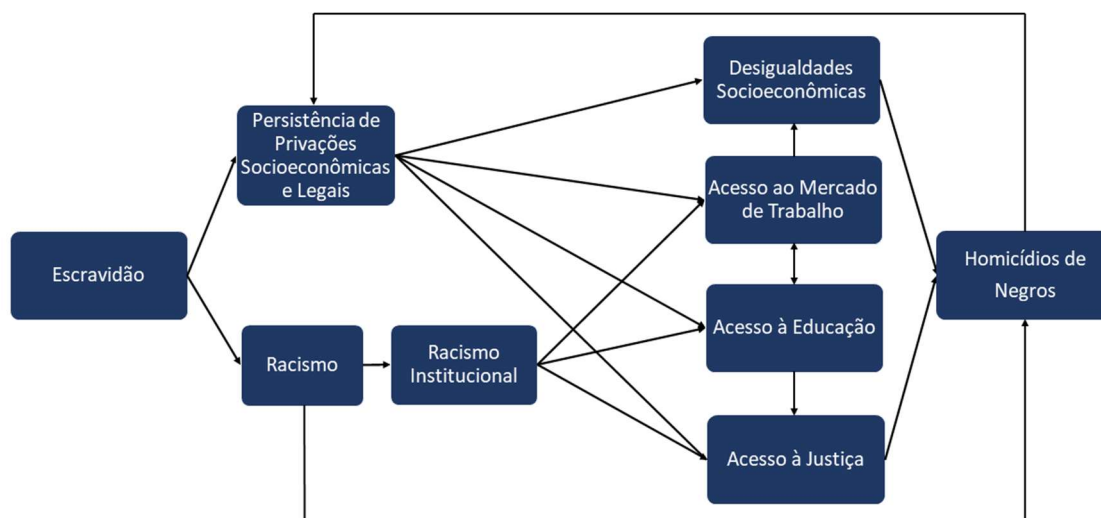 Desigualdades
Socioeconômicas
Persistência de
Privações
Socioeconômicas
e Legais
Acesso ao Mercado
de Trabalho
Escravidão
Homicídios de
Negros
Acesso à Educação
Racismo
Racismo
Institucional
Acesso à Justiça